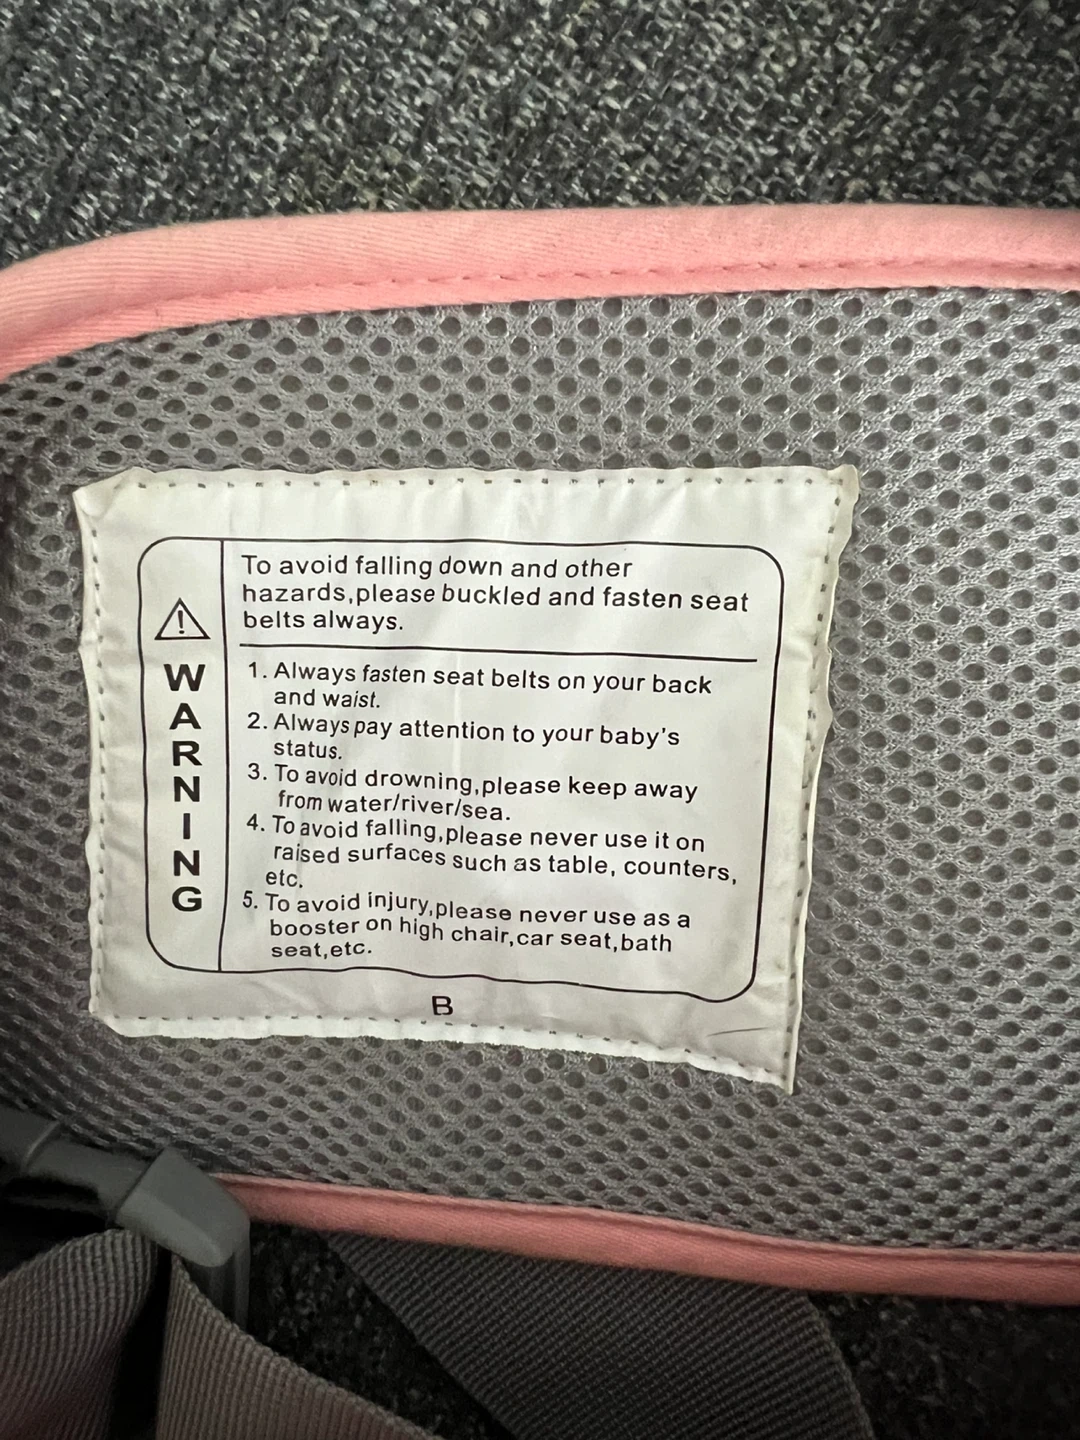 WARNING
To avoid falling down and other
hazards,please buckled and fasten seat
belts always.
1. Always fasten seat belts on your back
and waist.
2. Always pay attention to your baby's
status.
3. To avoid drowning,please keep away
from water/river/sea.
4. To avoid falling,please never use it on
raised surfaces such as table, counters,
etc.
5. To avoid injury,please never use as a
booster on high chair,car seat,bath
seat,etc.
B